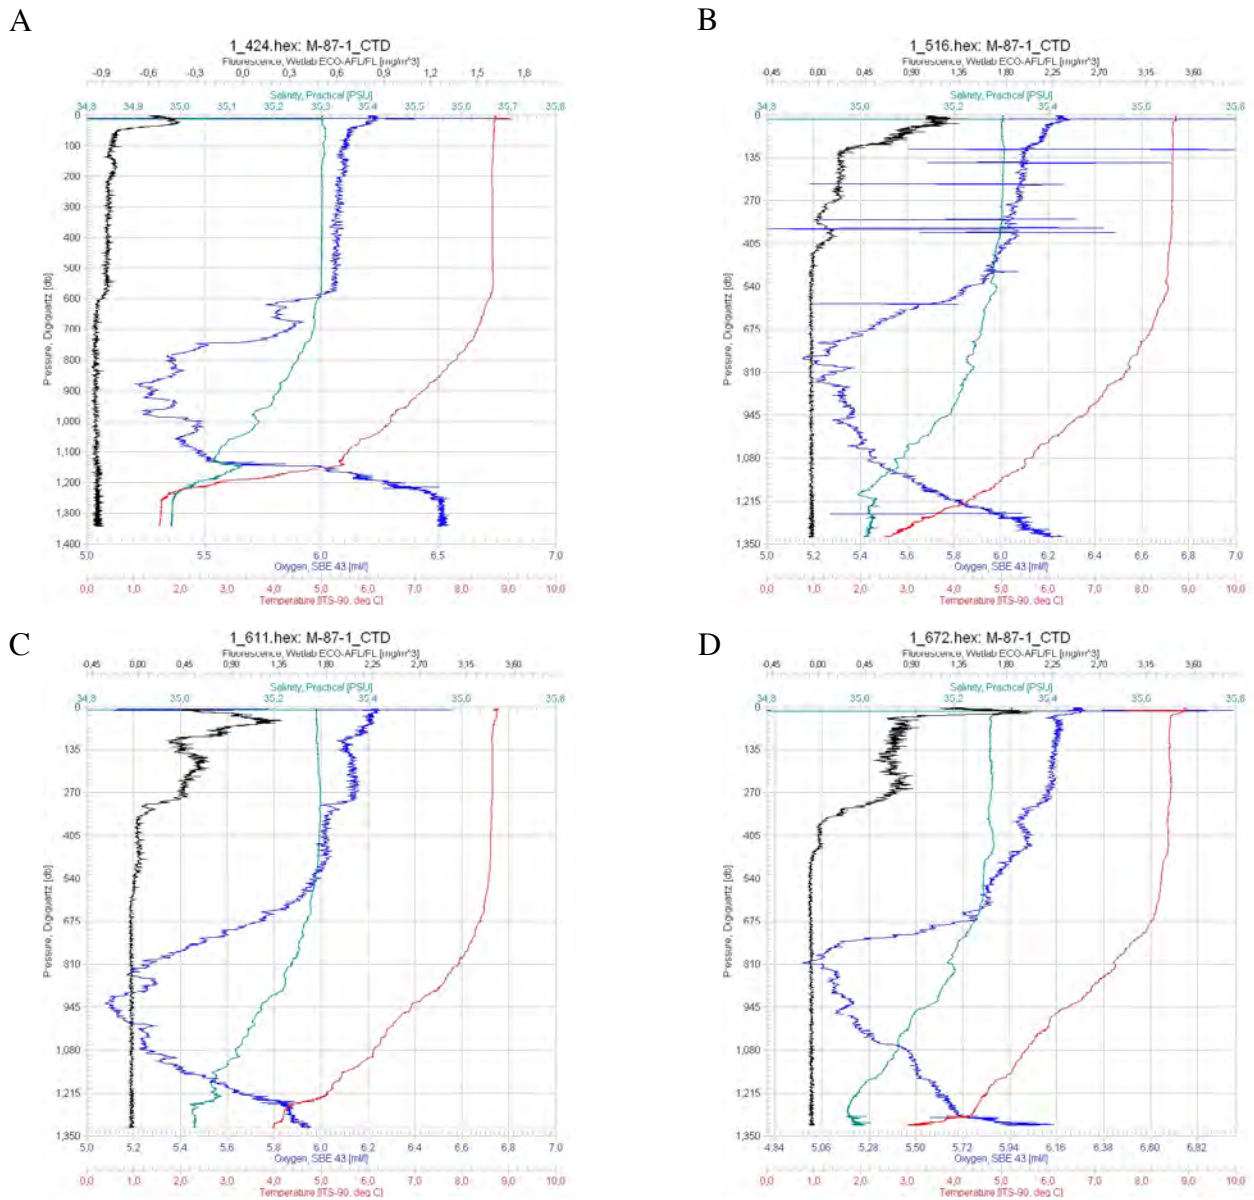 A
1_424.hex: M-87-1_CTD
Fluorescence, Wetlab ECO-AFL/FL [mg/m^3]
-0,9 -0,6 -0,3 0,0 0,3 0,6 0,9 1,2 1,5 1,8
Salinity, Practical [PSU]
34,8 34,9 35,0 35,1 35,2 35,3 35,4 35,5 35,6 35,7 35,8
0
100
200
300
400
500
600
700
800
900
1,000
1,100
1,200
1,300
1,400
Pressure, Digiquartz [db]
5,0 5,5 6,0 6,5 7,0
Oxygen, SBE 43 [ml/l]
0,0 1,0 2,0 3,0 4,0 5,0 6,0 7,0 8,0 9,0 10,0
Temperature [ITS-90, deg C]
B
1_516.hex: M-87-1_CTD
Fluorescence, Wetlab ECO-AFL/FL [mg/m^3]
-0,45 0,00 0,45 0,90 1,35 1,80 2,25 2,70 3,15 3,60
Salinity, Practical [PSU]
34,8 35,0 35,2 35,4 35,6 35,8
0
135
270
405
540
675
810
945
1,080
1,215
1,350
Pressure, Digiquartz [db]
5,0 5,2 5,4 5,6 5,8 6,0 6,2 6,4 6,6 6,8 7,0
Oxygen, SBE 43 [ml/l]
0,0 1,0 2,0 3,0 4,0 5,0 6,0 7,0 8,0 9,0 10,0
Temperature [ITS-90, deg C]
C
1_611.hex: M-87-1_CTD
Fluorescence, Wetlab ECO-AFL/FL [mg/m^3]
-0,45 0,00 0,45 0,90 1,35 1,80 2,25 2,70 3,15 3,60
Salinity, Practical [PSU]
34,8 35,0 35,2 35,4 35,6 35,8
0
135
270
405
540
675
810
945
1,080
1,215
1,350
Pressure, Digiquartz [db]
5,0 5,4 5,8 6,2 6,6 7,0
Oxygen, SBE 43 [ml/l]
0,0 1,0 2,0 3,0 4,0 5,0 6,0 7,0 8,0 9,0 10,0
Temperature [ITS-90, deg C]
D
1_672.hex: M-87-1_CTD
Fluorescence, Wetlab ECO-AFL/FL [mg/m^3]
-0,45 0,00 0,45 0,90 1,35 1,80 2,25 2,70 3,15 3,60
Salinity, Practical [PSU]
34,8 35,0 35,2 35,4 35,6 35,8
0
135
270
405
540
675
810
945
1,080
1,215
1,350
Pressure, Digiquartz [db]
4,84 5,06 5,28 5,50 5,72 5,94 6,16 6,38 6,60 6,82
Oxygen, SBE 43 [ml/l]
0,0 1,0 2,0 3,0 4,0 5,0 6,0 7,0 8,0 9,0 10,0
Temperature [ITS-90, deg C]